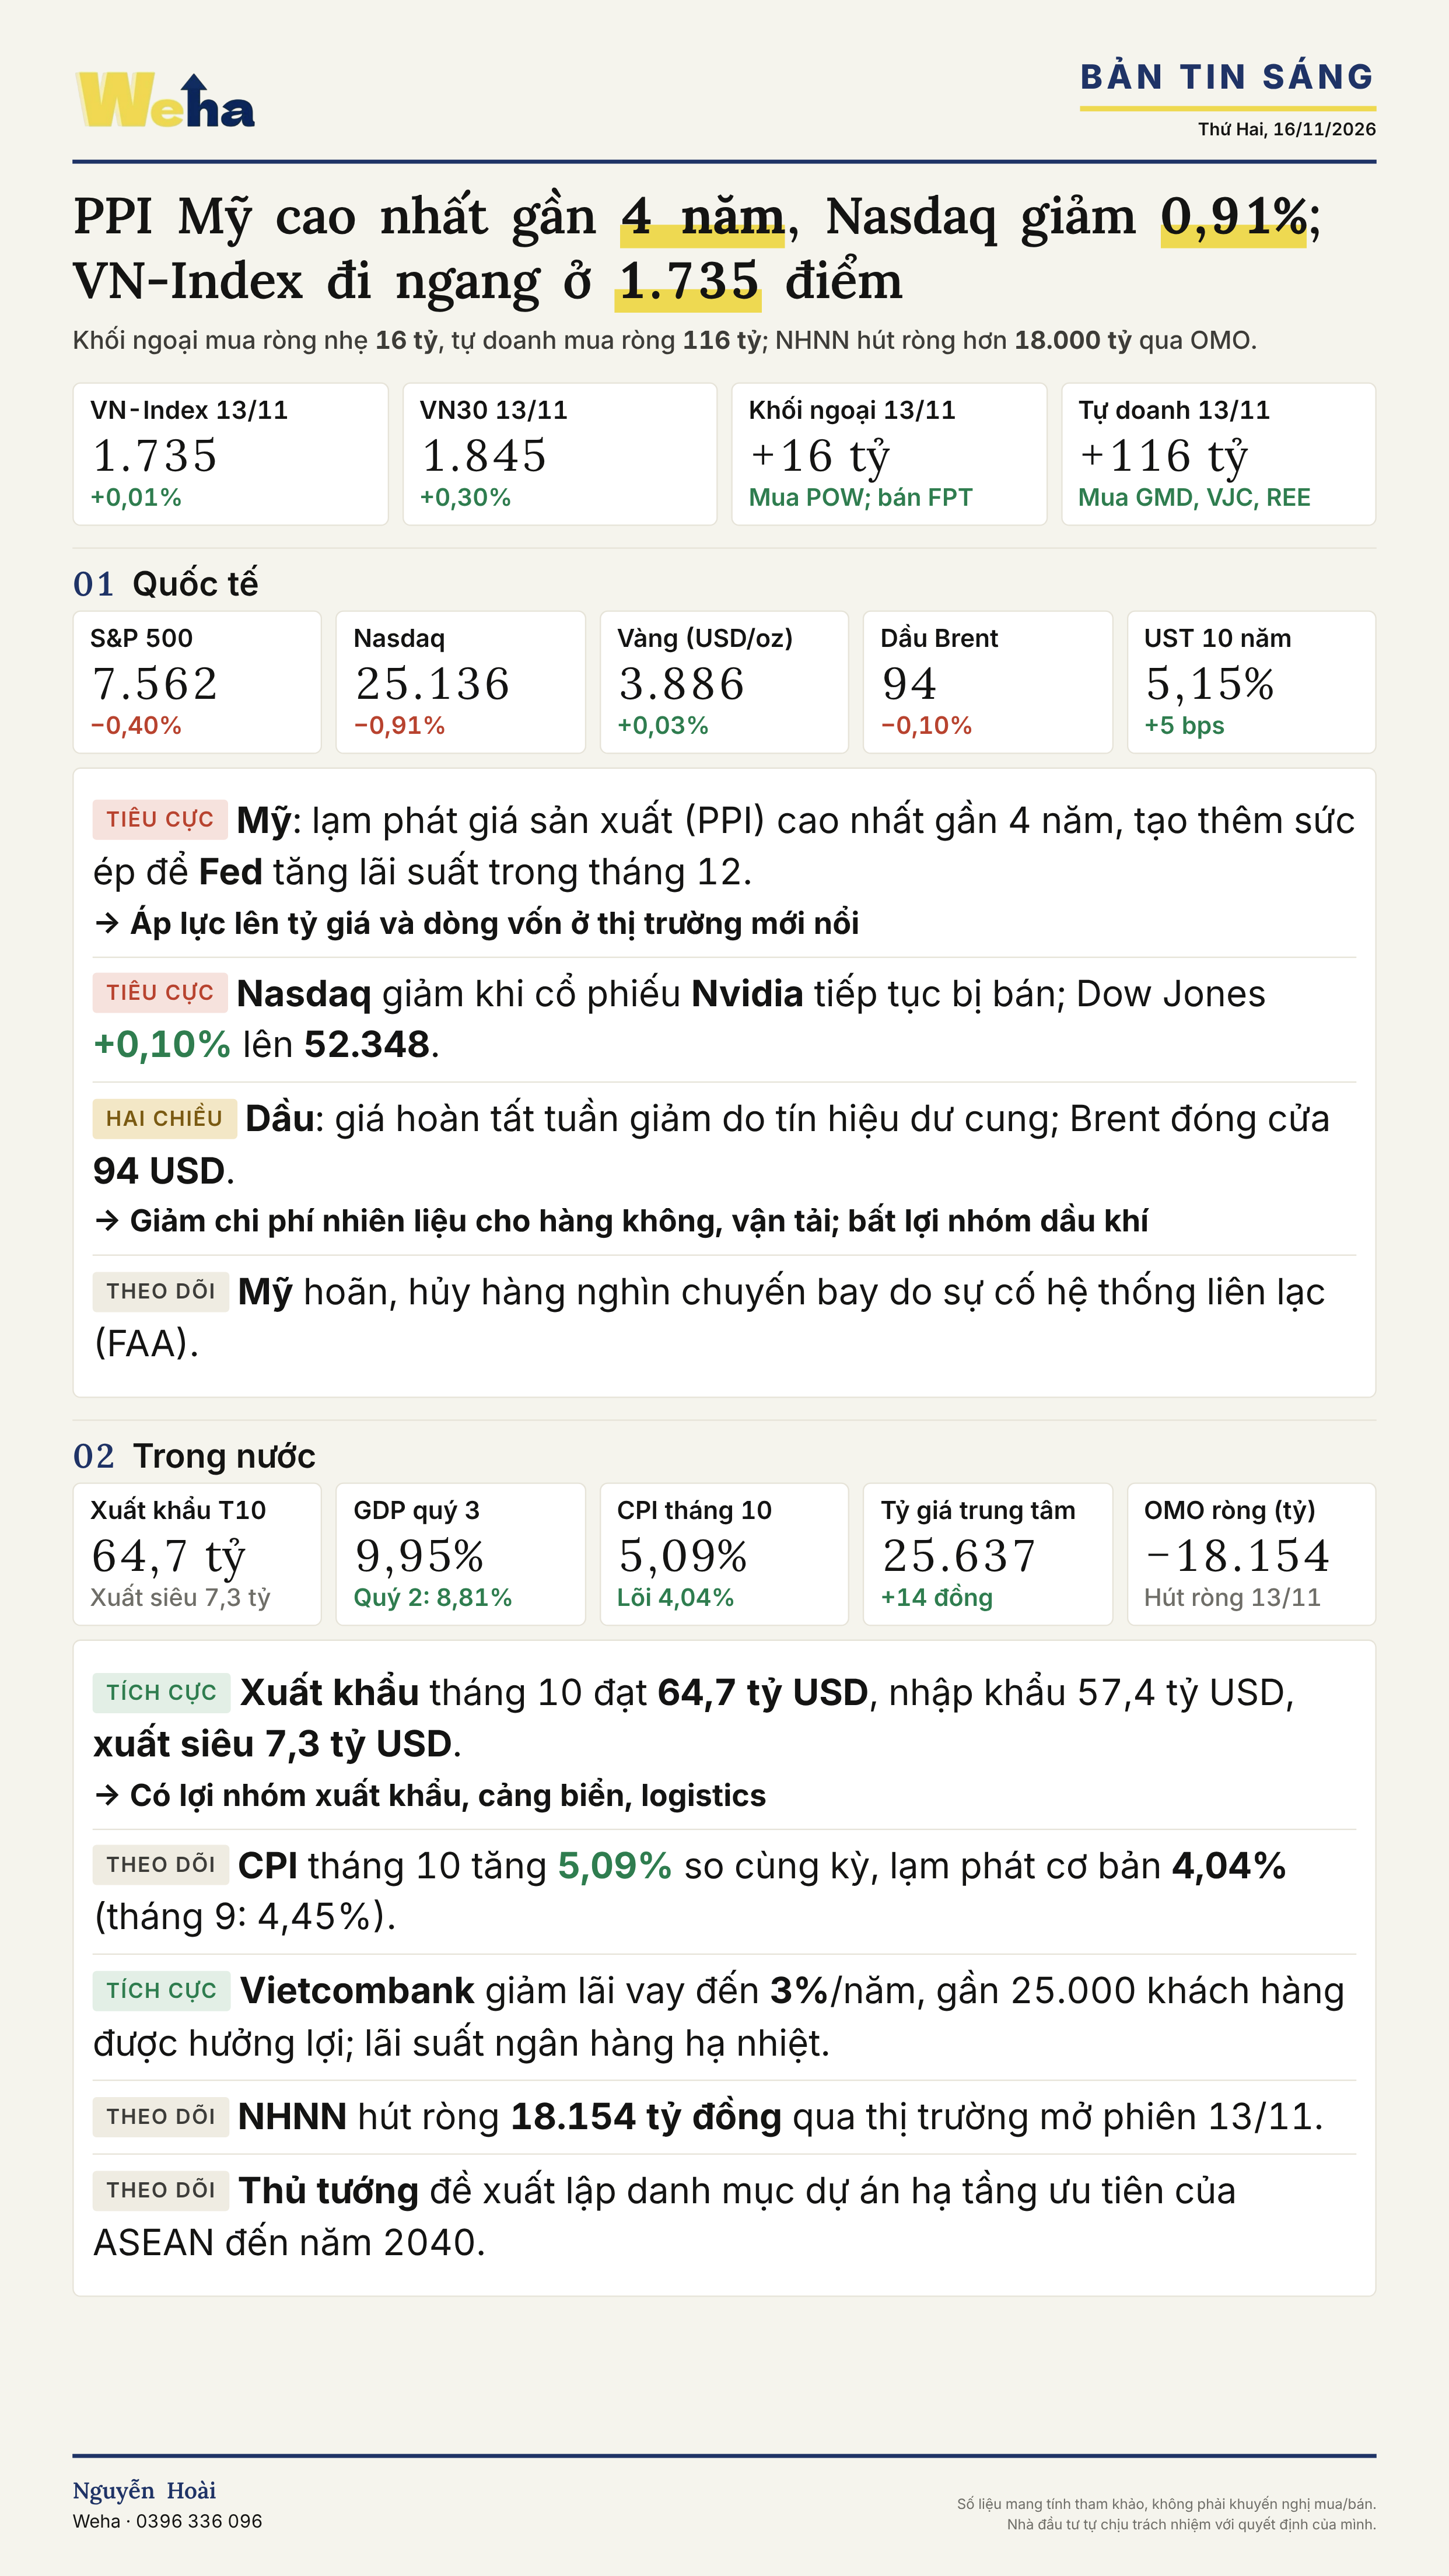 Weha
BẢN TIN SÁNG
Thứ Hai, 16/11/2026
PPI Mỹ cao nhất gần 4 năm, Nasdaq giảm 0,91%;
VN-Index đi ngang ở 1.735 điểm
Khối ngoại mua ròng nhẹ 16 tỷ, tự doanh mua ròng 116 tỷ; NHNN hút ròng hơn 18.000 tỷ qua OMO.
VN-Index 13/11
1.735
+0,01%
VN30 13/11
1.845
+0,30%
Khối ngoại 13/11
+16 tỷ
Mua POW; bán FPT
Tự doanh 13/11
+116 tỷ
Mua GMD, VJC, REE
01 Quốc tế
S&P 500
7.562
−0,40%
Nasdaq
25.136
−0,91%
Vàng (USD/oz)
3.886
+0,03%
Dầu Brent
94
−0,10%
UST 10 năm
5,15%
+5 bps
TIÊU CỰC Mỹ: lạm phát giá sản xuất (PPI) cao nhất gần 4 năm, tạo thêm sức
ép để Fed tăng lãi suất trong tháng 12.
→ Áp lực lên tỷ giá và dòng vốn ở thị trường mới nổi
TIÊU CỰC Nasdaq giảm khi cổ phiếu Nvidia tiếp tục bị bán; Dow Jones
+0,10% lên 52.348.
HAI CHIỀU Dầu: giá hoàn tất tuần giảm do tín hiệu dư cung; Brent đóng cửa
94 USD.
→ Giảm chi phí nhiên liệu cho hàng không, vận tải; bất lợi nhóm dầu khí
THEO DÕI Mỹ hoãn, hủy hàng nghìn chuyến bay do sự cố hệ thống liên lạc
(FAA).
02 Trong nước
Xuất khẩu T10
64,7 tỷ
Xuất siêu 7,3 tỷ
GDP quý 3
9,95%
Quý 2: 8,81%
CPI tháng 10
5,09%
Lõi 4,04%
Tỷ giá trung tâm
25.637
+14 đồng
OMO ròng (tỷ)
−18.154
Hút ròng 13/11
TÍCH CỰC Xuất khẩu tháng 10 đạt 64,7 tỷ USD, nhập khẩu 57,4 tỷ USD,
xuất siêu 7,3 tỷ USD.
→ Có lợi nhóm xuất khẩu, cảng biển, logistics
THEO DÕI CPI tháng 10 tăng 5,09% so cùng kỳ, lạm phát cơ bản 4,04%
(tháng 9: 4,45%).
TÍCH CỰC Vietcombank giảm lãi vay đến 3%/năm, gần 25.000 khách hàng
được hưởng lợi; lãi suất ngân hàng hạ nhiệt.
THEO DÕI NHNN hút ròng 18.154 tỷ đồng qua thị trường mở phiên 13/11.
THEO DÕI Thủ tướng đề xuất lập danh mục dự án hạ tầng ưu tiên của
ASEAN đến năm 2040.
Nguyễn Hoài
Weha · 0396 336 096
Số liệu mang tính tham khảo, không phải khuyến nghị mua/bán.
Nhà đầu tư tự chịu trách nhiệm với quyết định của mình.